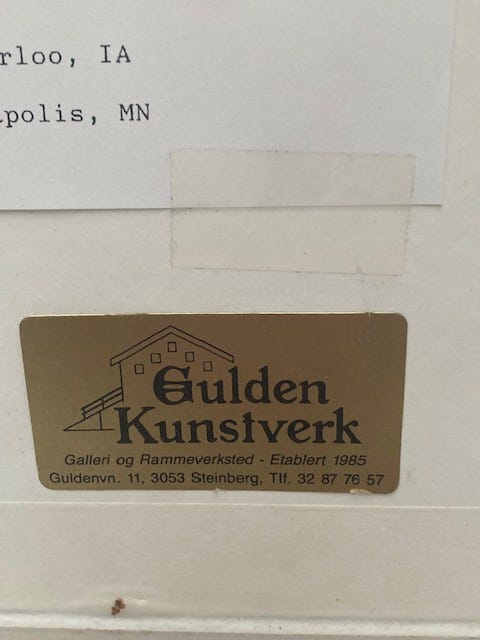 rloo, IA
apolis, MN
Gulden
Kunstverk
Galleri og Rammeverksted - Etablert 1985
Guldenvn. 11, 3053 Steinberg, Tlf. 32 87 76 57